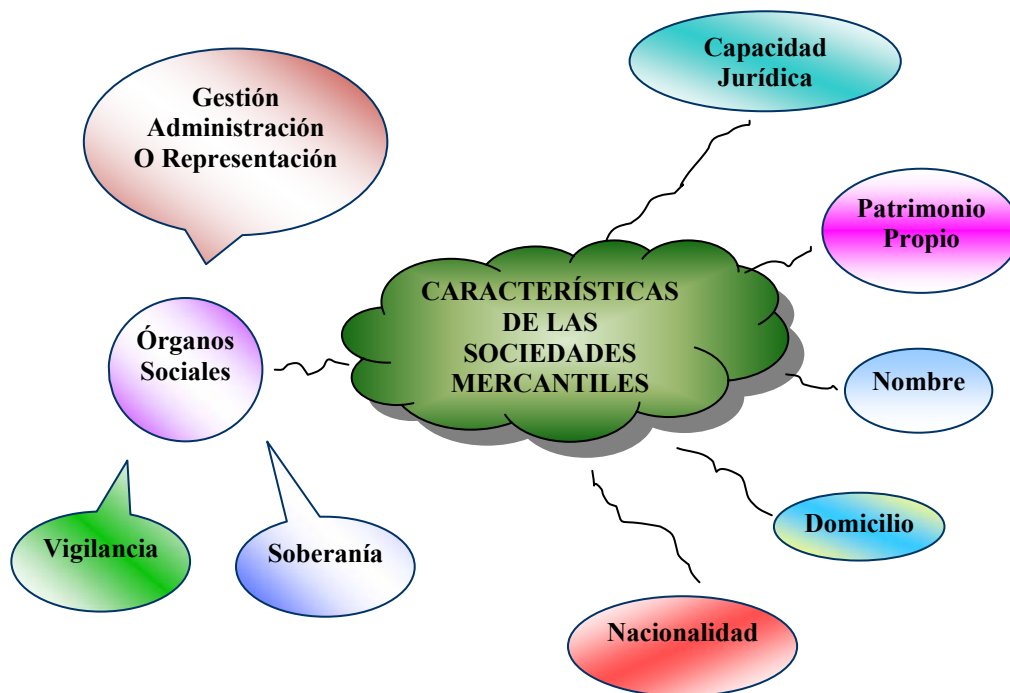 Capacidad
Jurídica
Gestión
Administración
O Representación
Patrimonio
Propio
CARACTERÍSTICAS
DE LAS
SOCIEDADES
MERCANTILES
Órganos
Sociales
Nombre
Domicilio
Vigilancia
Soberanía
Nacionalidad